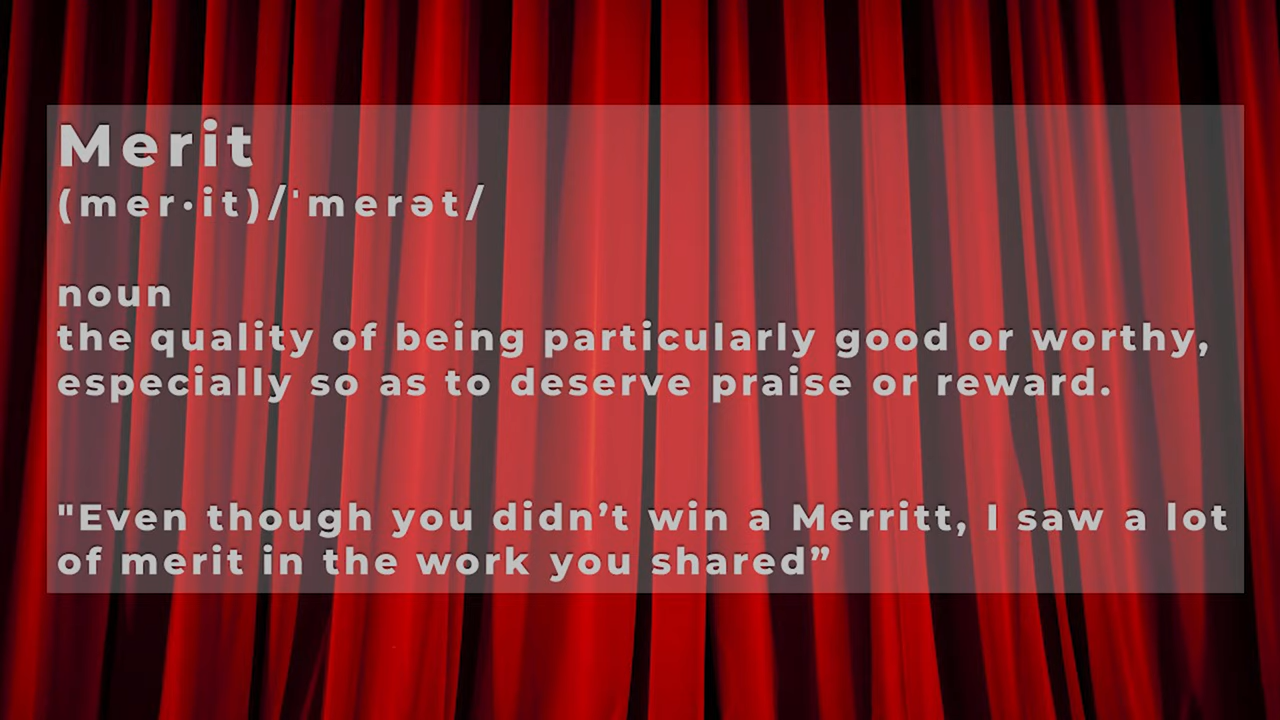 Merit
(mer·it)/ˈmerət/
noun
the quality of being particularly good or worthy,
especially so as to deserve praise or reward.
"Even though you didn’t win a Merritt, I saw a lot
of merit in the work you shared”